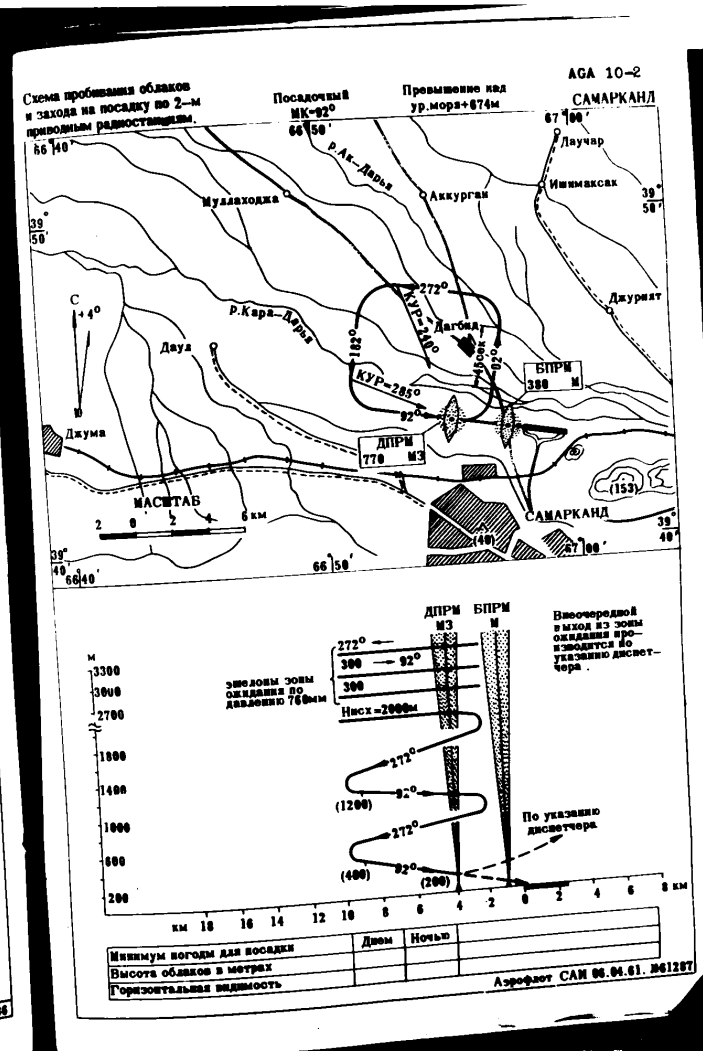 AGA 10-2
Схема пробивания облаков
и захода на посадку по 2-м
приводным радиостанциям.
Посадочный
МК=92°
Превышение над
ур.моря+674м
САМАРКАНД
66 40'
66 50'
67 00'
р.Ак-Дарья
Лаучар
Ишимаксак
Муллаходжа
Аккурган
39°
50'
39°
50'
272°
С
+4°
р.Кара-Дарья
КУР=240°
Дагбид
Джурият
Даул
182°
45сек
02°
КУР=285°
БПРМ
380 М
92°
Джума
ДПРМ
770 МЗ
(153)
МАСШТАБ
2 0 2 4 6 км
САМАРКАНД
(40)
39°
40'
39°
40'
66 40'
66 50'
67 00'
ДПРМ
МЗ
БПРМ
М
Внеочередной
выход из зоны
ожидания про-
изводится по
указанию диспет-
чера.
м
272°
300
92°
300
эшелоны зоны
ожидания по
давлению 760мм
Нисх=2000м
3300
3000
2700
1800
1400
1000
600
200
272°
(1200)
92°
272°
(400)
92°
(200)
По указанию
диспетчера
км 18 16 14 12 10 8 6 4 2 0 2 4 6 8 км
Минимум погоды для посадки
Днем
Ночью
Высота облаков в метрах
Горизонтальная видимость
Аэрофлот САИ 06.04.61. №61287